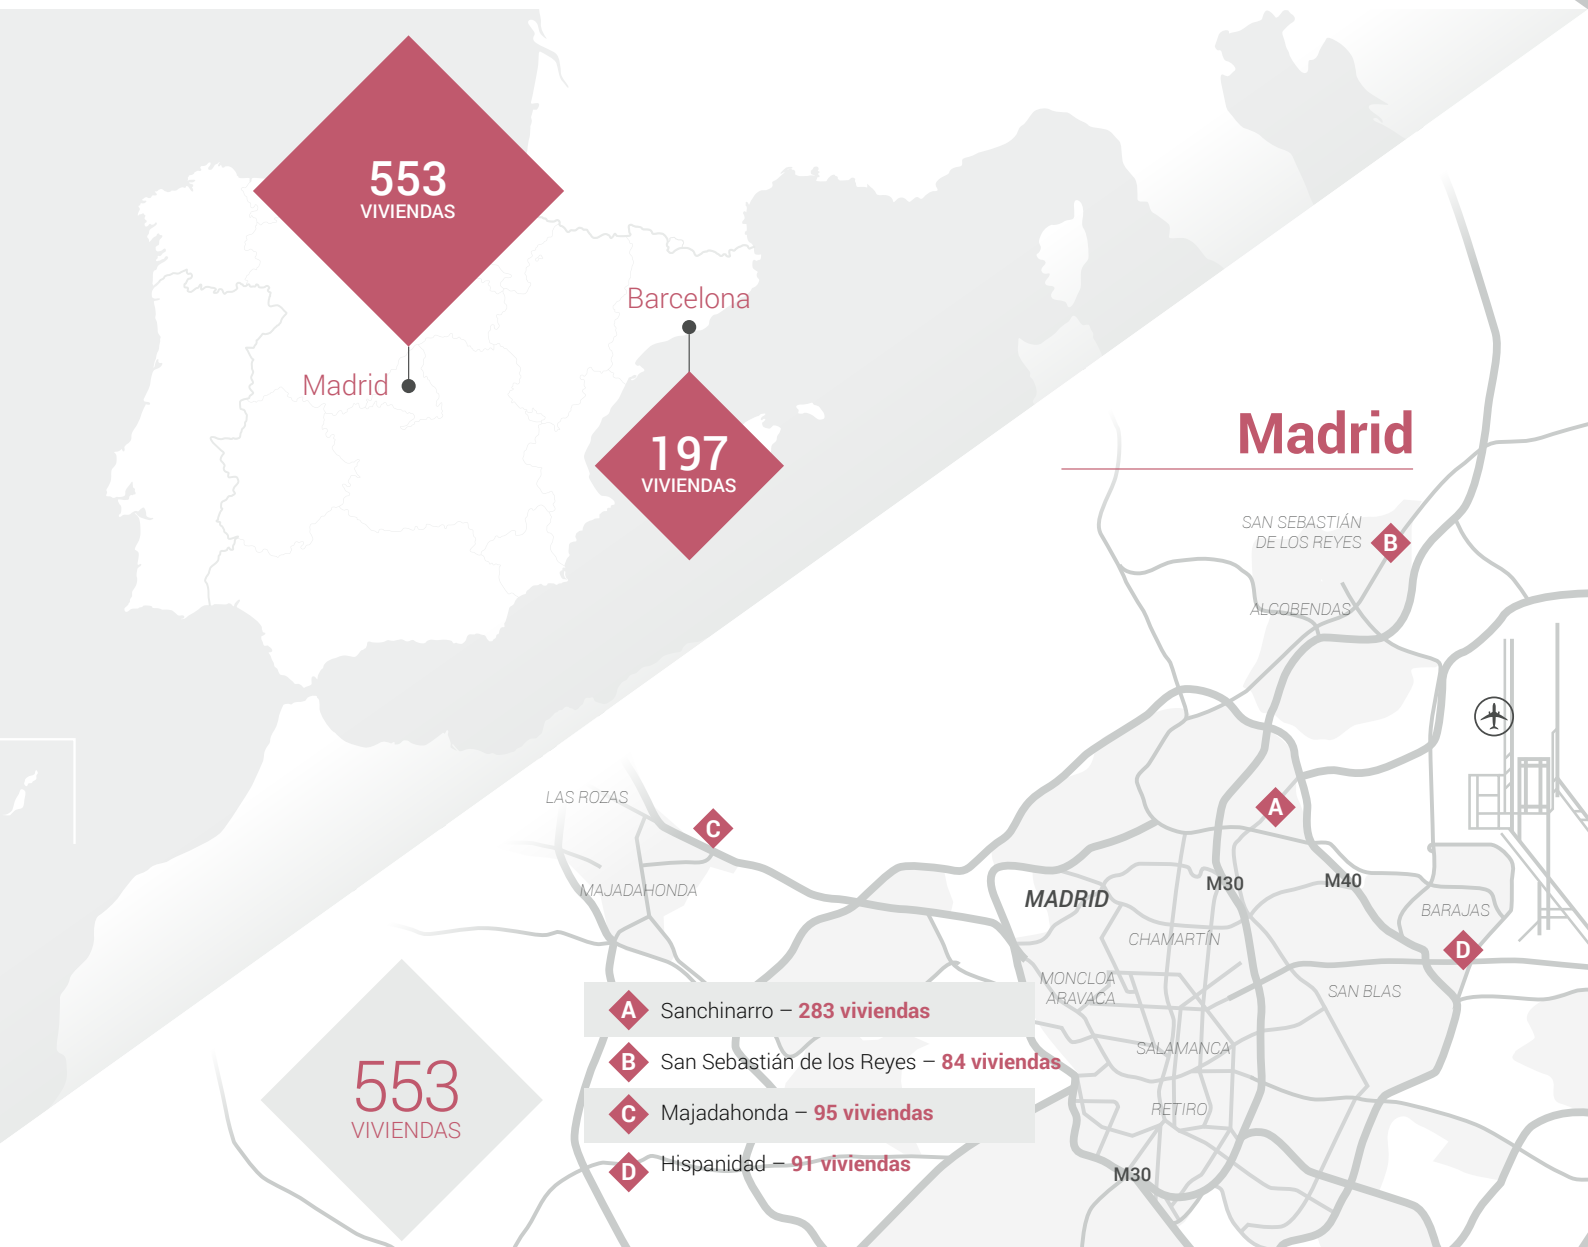 553
VIVIENDAS
Barcelona
Madrid
197
VIVIENDAS
Madrid
SAN SEBASTIÁN
DE LOS REYES
B
ALCOBENDAS
LAS ROZAS
C
A
MAJADAHONDA
MADRID
M30
M40
BARAJAS
CHAMARTÍN
D
MONCLOA
ARAVACA
SAN BLAS
SALAMANCA
RETIRO
M30
553
VIVIENDAS
A Sanchinarro – 283 viviendas
B San Sebastián de los Reyes – 84 viviendas
C Majadahonda – 95 viviendas
D Hispanidad – 91 viviendas